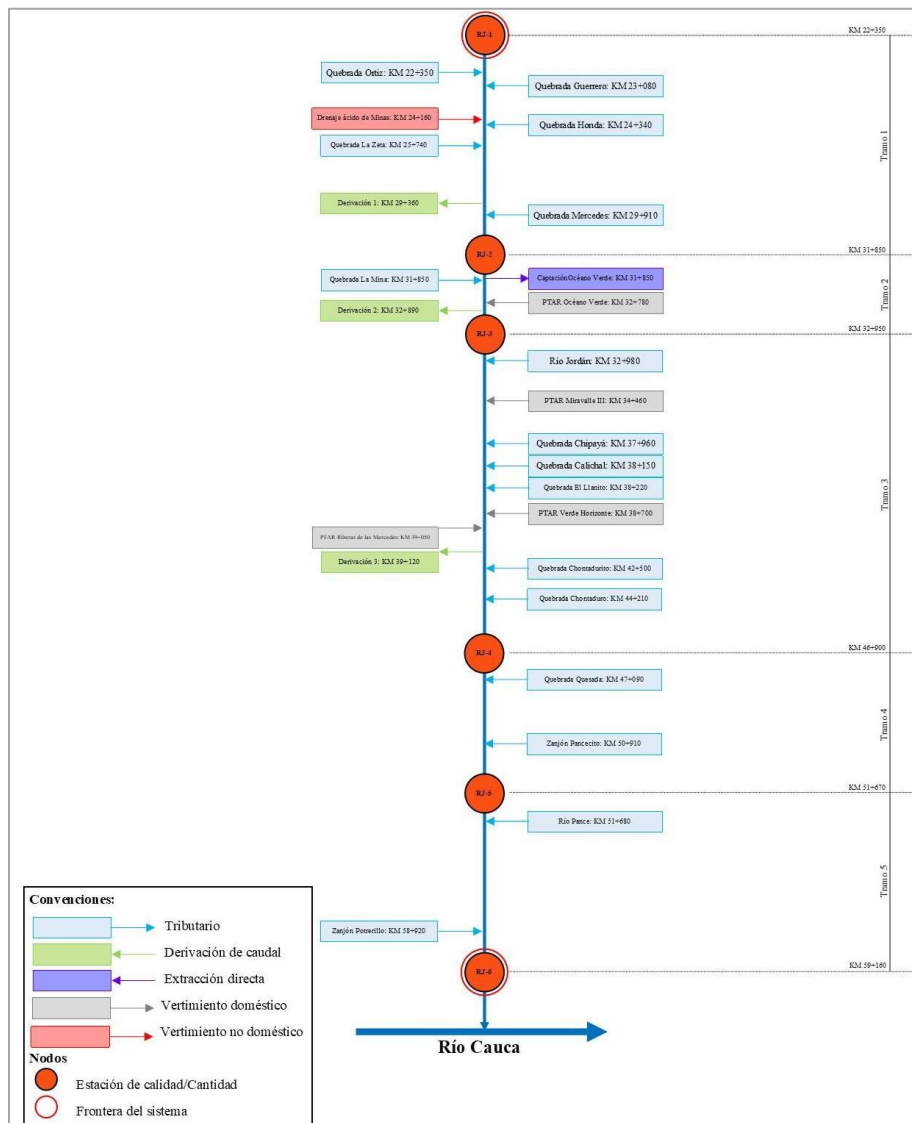 RJ-1
KM 22+350
Quebrada Ortíz: KM 22+350
Quebrada Guerrero: KM 23+080
Drenaje ácido de Minas: KM 24+160
Quebrada Honda: KM 24+340
Quebrada La Zeta: KM 25+740
Tramo 1
Derivación 1: KM 29+360
Quebrada Mercedes: KM 29+910
RJ-2
KM 31+850
Quebrada La Mina: KM 31+850
Captación Océano Verde: KM 31+850
PTAR Océano Verde: KM 32+780
Derivación 2: KM 32+890
Tramo 2
RJ-3
KM 32+950
Río Jordán: KM 32+980
PTAR Miravalle III: KM 34+460
Quebrada Chipayá: KM 37+960
Quebrada Calichal: KM 38+150
Quebrada El Llanito: KM 38+220
PTAR Verde Horizonte: KM 38+700
Tramo 3
PTAR Riberas de las Mercedes: KM 39+050
Derivación 3: KM 39+120
Quebrada Chontadurito: KM 42+500
Quebrada Chontaduro: KM 44+210
RJ-4
KM 46+900
Quebrada Quesada: KM 47+090
Zanjón Pancecito: KM 50+910
Tramo 4
RJ-5
KM 51+670
Río Pance: KM 51+680
Tramo 5
Zanjón Potrerillo: KM 58+920
RJ-6
KM 59+160
Río Cauca
Convenciones:
Tributario
Derivación de caudal
Extracción directa
Vertimiento doméstico
Vertimiento no doméstico
Nodos
Estación de calidad/Cantidad
Frontera del sistema